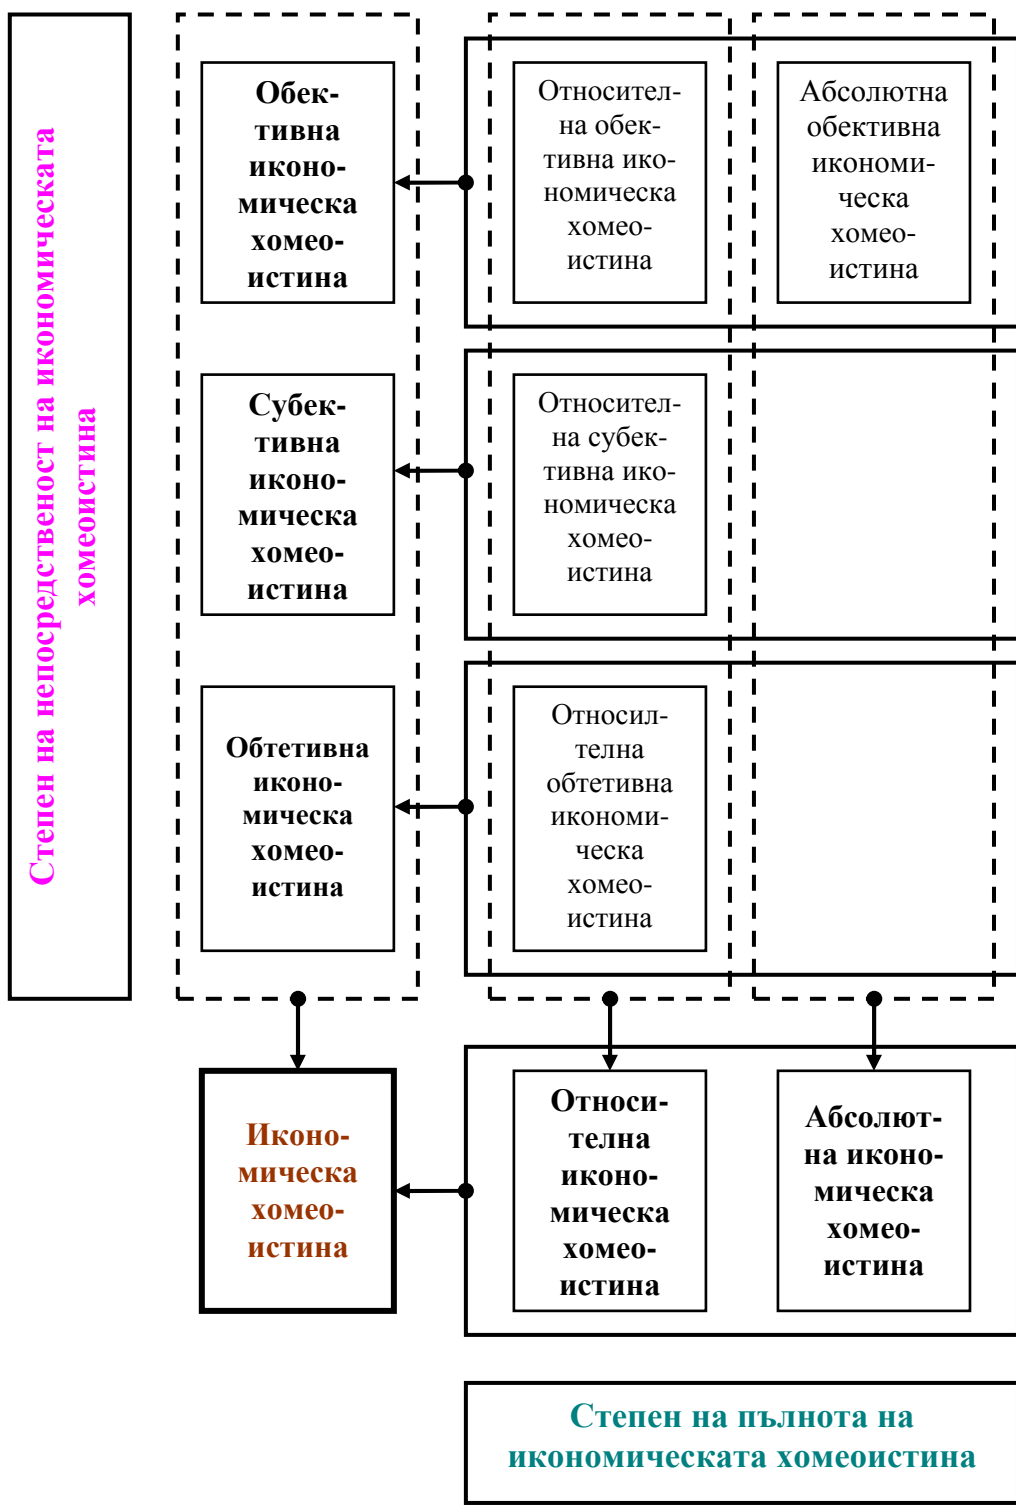 Степен на непосредственост на икономическата
хомеоистина
Обек-
тивна
иконо-
мическа
хомео-
истина
Относител-
на обек-
тивна ико-
номическа
хомео-
истина
Абсолютна
обективна
икономи-
ческа
хомео-
истина
Субек-
тивна
иконо-
мическа
хомео-
истина
Относител-
на субек-
тивна ико-
номическа
хомео-
истина
Обтетивна
иконо-
мическа
хомео-
истина
Относил-
телна
обтетивна
икономи-
ческа
хомео-
истина
Иконо-
мическа
хомео-
истина
Относи-
телна
иконо-
мическа
хомео-
истина
Абсолют-
на иконо-
мическа
хомео-
истина
Степен на пълнота на
икономическата хомеоистина